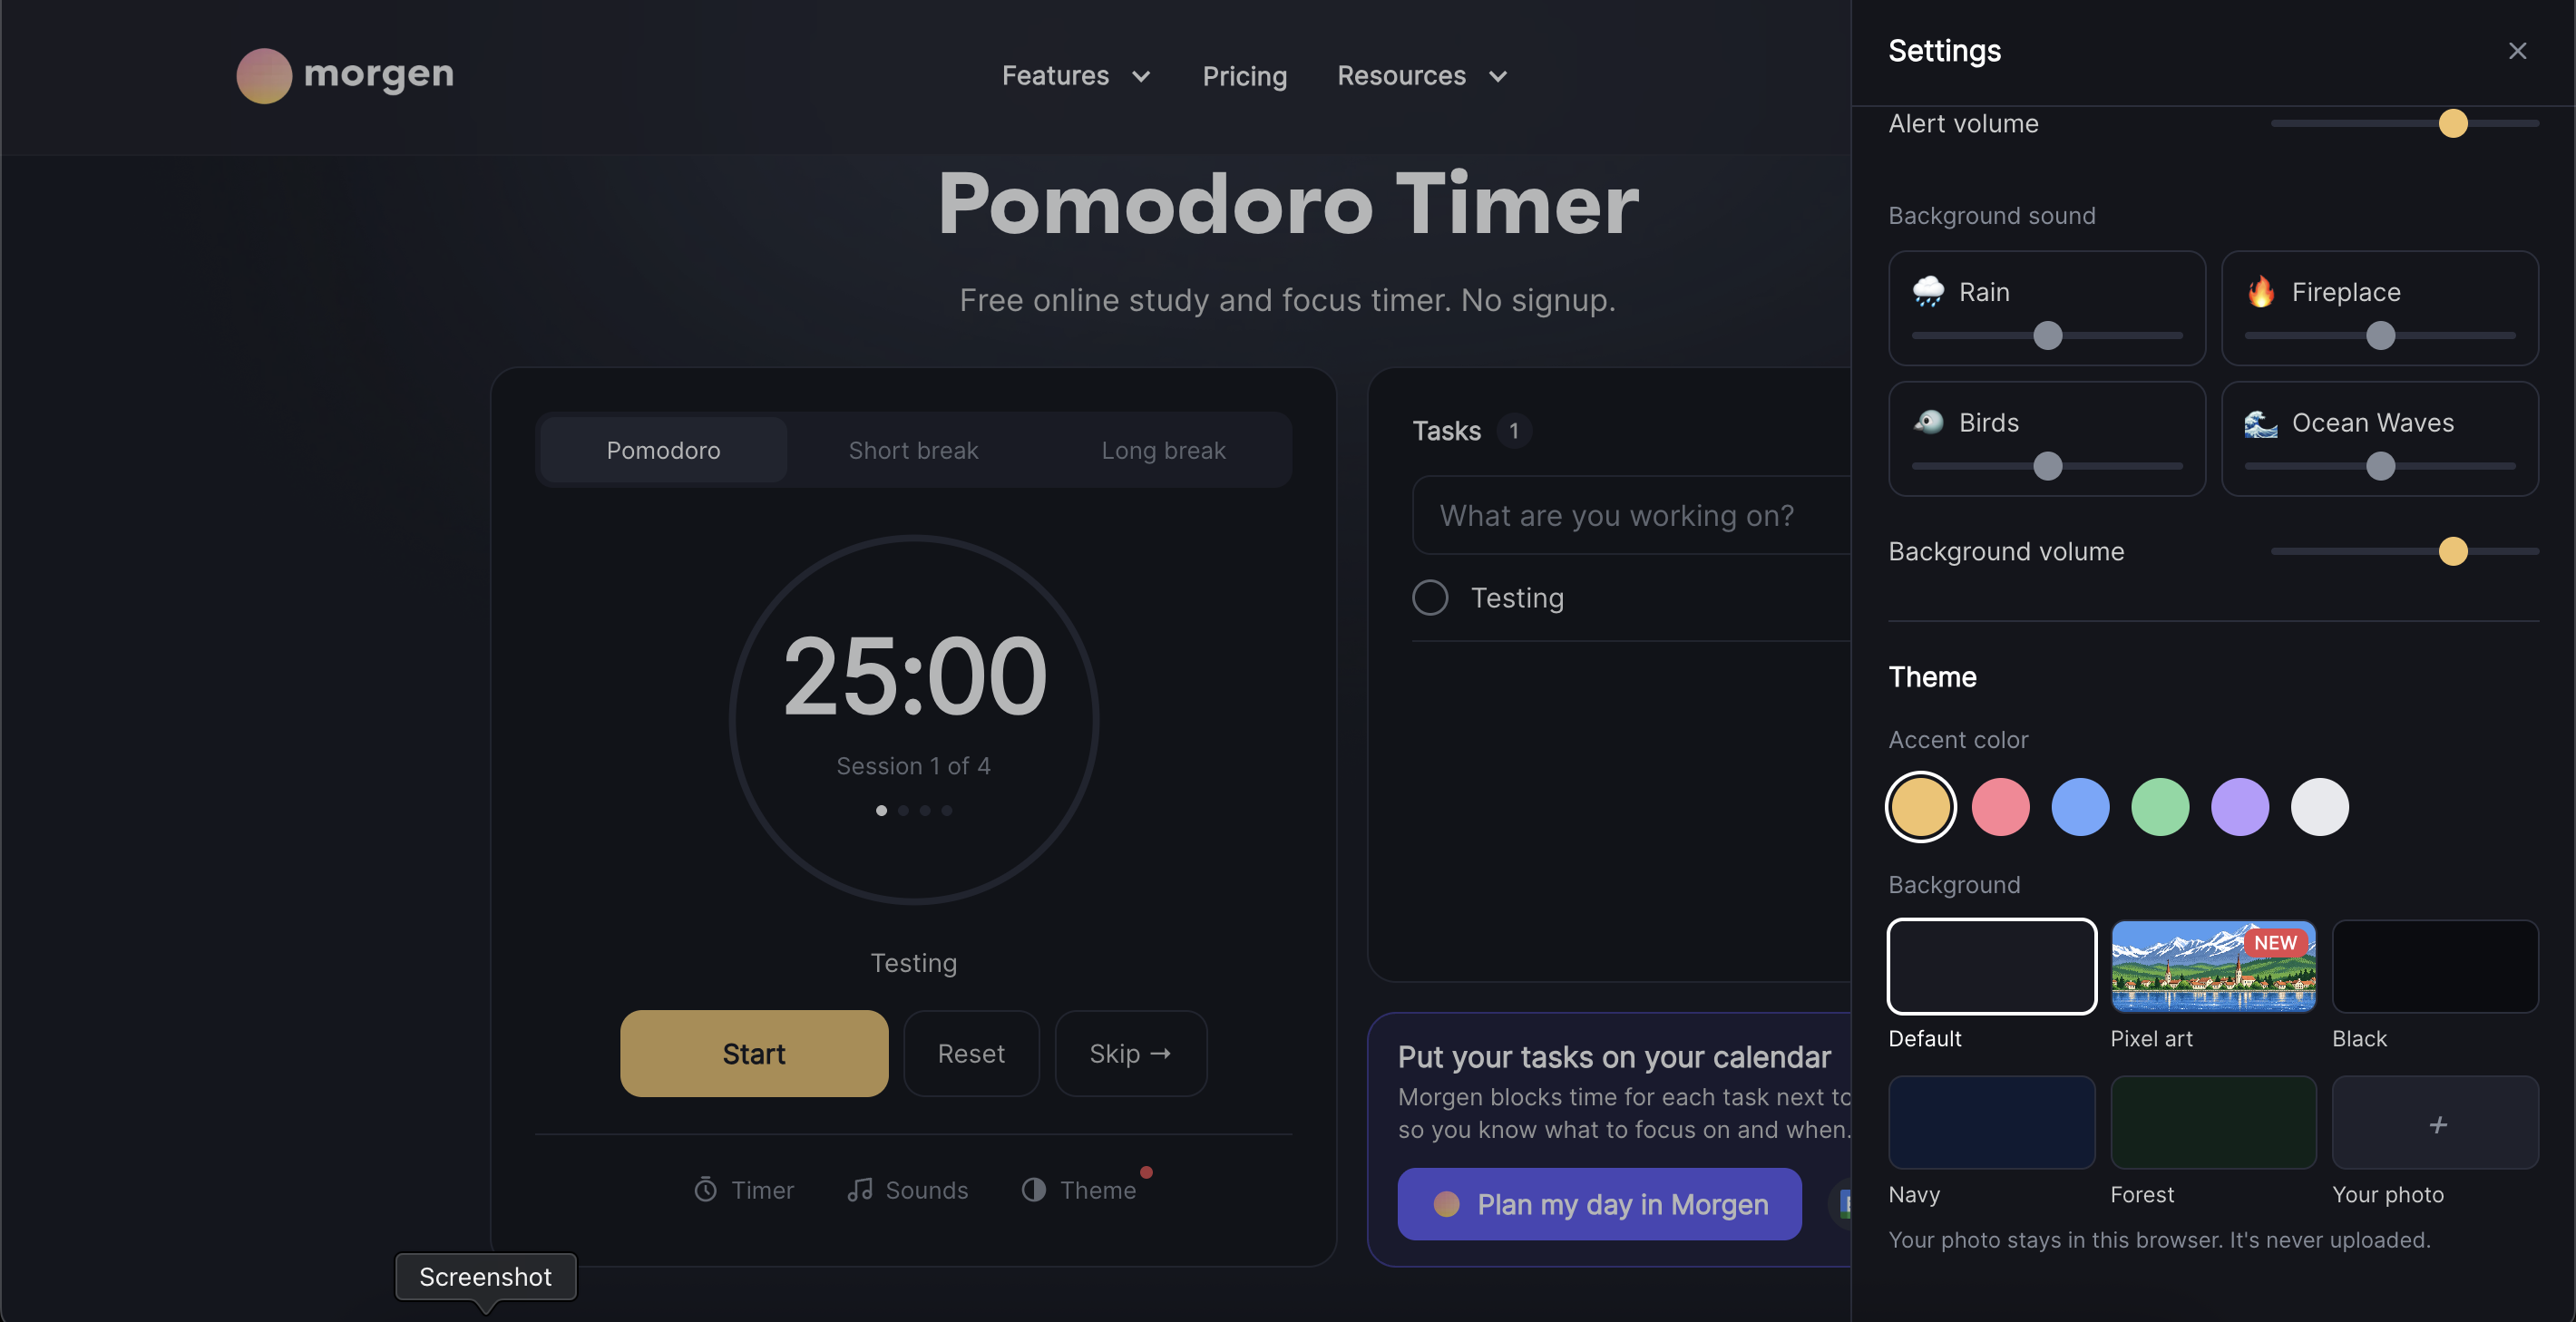 morgen
Features
Pricing
Resources
Pomodoro Timer
Free online study and focus timer. No signup.
Pomodoro
Short break
Long break
25:00
Session 1 of 4
Testing
Start
Reset
Skip →
Timer
Sounds
Theme
Screenshot
Tasks 1
What are you working on?
Testing
Put your tasks on your calendar
Morgen blocks time for each task next to
so you know what to focus on and when.
Plan my day in Morgen
Settings
Alert volume
Background sound
Rain
Fireplace
Birds
Ocean Waves
Background volume
Theme
Accent color
Background
NEW
Default
Pixel art
Black
+
Navy
Forest
Your photo
Your photo stays in this browser. It's never uploaded.